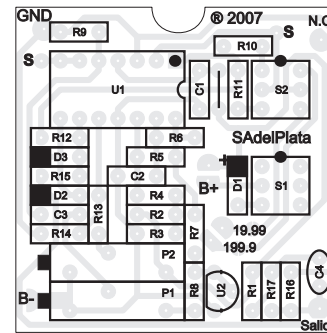 GND
® 2007
N.C
R9
S
R10
S
U1
C1
R11
S2
R12
R6
SAdelPlata
D3
R5
+
R15
C2
D2
R4
B+
D1
S1
C3
R13
R2
R14
R3
R7
19.99
199.9
P2
B-
P1
R8
U2
R1
R17
R16
C4
Salid